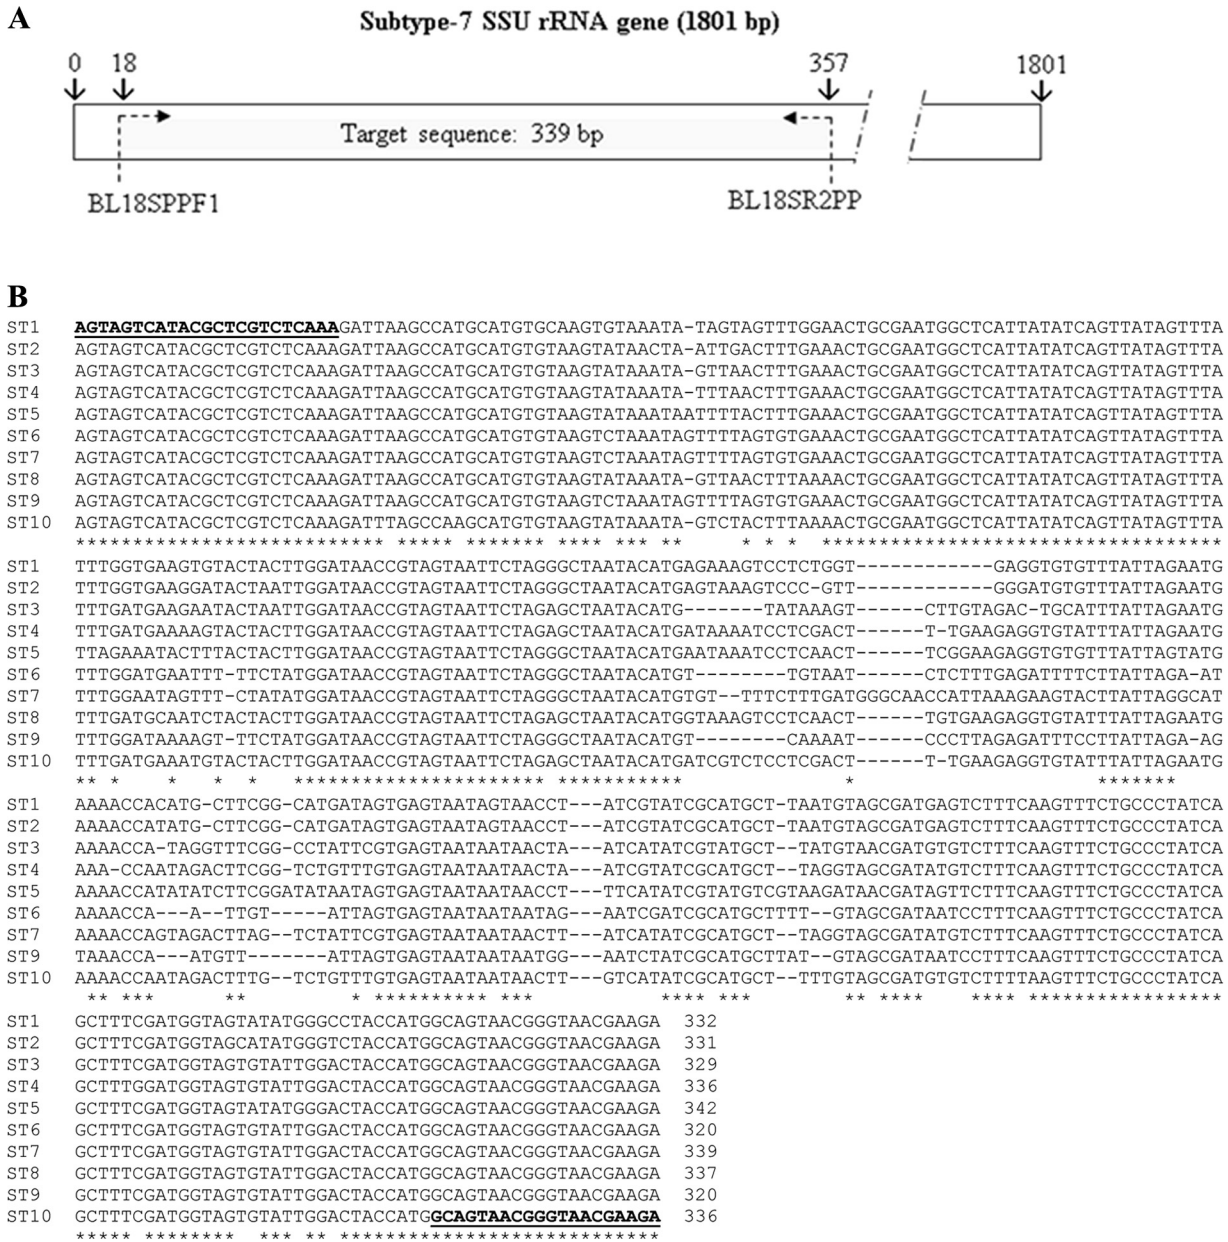 A
Subtype-7 SSU rRNA gene (1801 bp)
0 18 357 1801
Target sequence: 339 bp
BL18SPPF1 BL18SR2PP
B
ST1 AGTAGTCATACGCTCGTCTCAAAGATTAAGCCATGCATGTGCAAGTGTAAATA-TAGTAGTTTGGAACTGCGAATGGCTCATTATATCAGTTATAGTTTA
ST2 AGTAGTCATACGCTCGTCTCAAAGATTAAGCCATGCATGTGTAAGTATAACTA-ATTGACTTTGAAACTGCGAATGGCTCATTATATCAGTTATAGTTTA
ST3 AGTAGTCATACGCTCGTCTCAAAGATTAAGCCATGCATGTGTAAGTATAAATA-GTTAACTTTGAAACTGCGAATGGCTCATTATATCAGTTATAGTTTA
ST4 AGTAGTCATACGCTCGTCTCAAAGATTAAGCCATGCATGTGTAAGTATAAATA-TTTAACTTTGAAACTGCGAATGGCTCATTATATCAGTTATAGTTTA
ST5 AGTAGTCATACGCTCGTCTCAAAGATTAAGCCATGCATGTGTAAGTATAAATAATTTTACTTTGAAACTGCGAATGGCTCATTATATCAGTTATAGTTTA
ST6 AGTAGTCATACGCTCGTCTCAAAGATTAAGCCATGCATGTGTAAGTCTAAATAGTTTTAGTGTGAAACTGCGAATGGCTCATTATATCAGTTATAGTTTA
ST7 AGTAGTCATACGCTCGTCTCAAAGATTAAGCCATGCATGTGTAAGTCTAAATAGTTTTAGTGTGAAACTGCGAATGGCTCATTATATCAGTTATAGTTTA
ST8 AGTAGTCATACGCTCGTCTCAAAGATTAAGCCATGCATGTGTAAGTATAAATA-GTTAACTTTAAAACTGCGAATGGCTCATTATATCAGTTATAGTTTA
ST9 AGTAGTCATACGCTCGTCTCAAAGATTAAGCCATGCATGTGTAAGTCTAAATAGTTTTAGTGTGAAACTGCGAATGGCTCATTATATCAGTTATAGTTTA
ST10 AGTAGTCATACGCTCGTCTCAAAGATTTAGCCAAGCATGTGTAAGTATAAATA-GTCTACTTTAAAACTGCGAATGGCTCATTATATCAGTTATAGTTTA
*************************** ***** ******* **** *** ** * * * ***********************************
ST1 TTTGGTGAAGTGTACTACTTGGATAACCGTAGTAATTCTAGGGCTAATACATGAGAAAGTCCTCTGGT------------GAGGTGTGTTTATTAGAATG
ST2 TTTGGTGAAGGATACTAATTGGATAACCGTAGTAATTCTAGGGCTAATACATGAGTAAAGTCCC-GTT------------GGGATGTGTTTATTAGAATG
ST3 TTTGATGAAGAATACTAATTGGATAACCGTAGTAATTCTAGAGCTAATACATG-------TATAAAGT------CTTGTAGAC-TGCATTTATTAGAATG
ST4 TTTGATGAAAAGTACTACTTGGATAACCGTAGTAATTCTAGAGCTAATACATGATAAAATCCTCGACT------T-TGAAGAGGTGTATTTATTAGAATG
ST5 TTAGAAATACTTTACTACTTGGATAACCGTAGTAATTCTAGGGCTAATACATGAATAAATCCTCAACT------TCGGAAGAGGTGTGTTTATTAGTATG
ST6 TTTGGATGAATTT-TTCTATGGATAACCGTAGTAATTCTAGGGCTAATACATGT--------TGTAAT------CTCTTTGAGATTTTCTTATTAGA-AT
ST7 TTTGGAATAGTTT-CTATATGGATAACCGTAGTAATTCTAGGGCTAATACATGTGT--TTTCTTTGATGGGCAACCATTAAAGAAGTACTTATTAGGCAT
ST8 TTTGATGCAATCTACTACTTGGATAACCGTAGTAATTCTAGAGCTAATACATGGTAAAGTCCTCAACT------TGTGAAGAGGTGTATTTATTAGAATG
ST9 TTTGGATAAAAGT-TTCTATGGATAACCGTAGTAATTCTAGGGCTAATACATGT--------CAAAAT------CCCTTAGAGATTTCCTTATTAGA-AG
ST10 TTTGATGAAATGTACTACTTGGATAACCGTAGTAATTCTAGAGCTAATACATGATCGTCTCCTCGACT------T-TGAAGAGGTGTATTTATTAGAATG
** * * * * ********************** *********** * *******
ST1 AAAACCACATG-CTTCGG-CATGATAGTGAGTAATAGTAACCT---ATCGTATCGCATGCT-TAATGTAGCGATGAGTCTTTCAAGTTTCTGCCCTATCA
ST2 AAAACCATATG-CTTCGG-CATGATAGTGAGTAATAGTAACCT---ATCGTATCGCATGCT-TAATGTAGCGATGAGTCTTTCAAGTTTCTGCCCTATCA
ST3 AAAACCA-TAGGTTTCGG-CCTATTCGTGAGTAATAATAACTA---ATCATATCGTATGCT--TATGTAACGATGTGTCTTTCAAGTTTCTGCCCTATCA
ST4 AAA-CCAATAGACTTCGG-TCTGTTTGTGAGTAATAATAACTA---ATCGTATCGCATGCT--TAGGTAGCGATATGTCTTTCAAGTTTCTGCCCTATCA
ST5 AAAACCATATATCTTCGGATATAATAGTGAGTAATAATAACCT---TTCATATCGTATGTCGTAAGATAACGATAGTTCTTTCAAGTTTCTGCCCTATCA
ST6 AAAACCA---A--TTGT-----ATTAGTGAGTAATAATAATAG---AATCGATCGCATGCTTTT--GTAGCGATAATCCTTTCAAGTTTCTGCCCTATCA
ST7 AAAACCAGTAGACTTAG--TCTATTCGTGAGTAATAATAACTT---ATCATATCGCATGCT--TAGGTAGCGATATGTCTTTCAAGTTTCTGCCCTATCA
ST9 TAAACCA---ATGTT-------ATTAGTGAGTAATAATAATGG---AATCTATCGCATGCTTAT--GTAGCGATAATCCTTTCAAGTTTCTGCCCTATCA
ST10 AAAACCAATAGACTTTG--TCTGTTTGTGAGTAATAATAACTT---GTCATATCGCATGCT--TTTGTAGCGATGTGTCTTTTAAGTTTCTGCCCTATCA
** *** ** * ********** *** **** *** ** **** **** *****************
ST1 GCTTTCGATGGTAGTATATGGGCCTACCATGGCAGTAACGGGTAACGAAGA 332
ST2 GCTTTCGATGGTAGCATATGGGTCTACCATGGCAGTAACGGGTAACGAAGA 331
ST3 GCTTTCGATGGTAGTGTATTGGACTACCATGGCAGTAACGGGTAACGAAGA 329
ST4 GCTTTGGATGGTAGTGTATTGGACTACCATGGCAGTAACGGGTAACGAAGA 336
ST5 GCTTTCGATGGTAGTATATGGGACTACCATGGCAGTAACGGGTAACGAAGA 342
ST6 GCTTTCGATGGTAGTGTATTGGACTACCATGGCAGTAACGGGTAACGAAGA 320
ST7 GCTTTCGATGGTAGTGTATTGGACTACCATGGCAGTAACGGGTAACGAAGA 339
ST8 GCTTTCGATGGTAGTGTATTGGACTACCATGGCAGTAACGGGTAACGAAGA 337
ST9 GCTTTCGATGGTAGTGTATTGGACTACCATGGCAGTAACGGGTAACGAAGA 320
ST10 GCTTTCGATGGTAGTGTATTGGACTACCATGGCAGTAACGGGTAACGAAGA 336
***** ******** *** ** ****************************